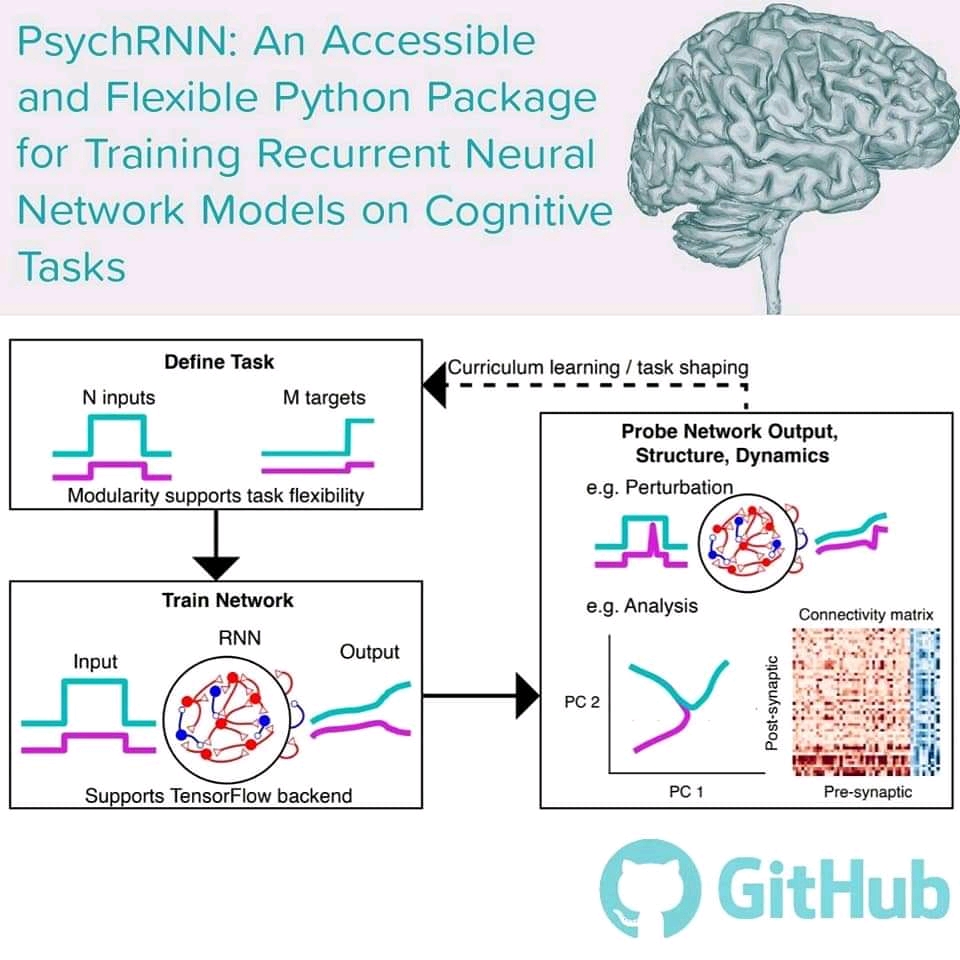 PsychRNN: An Accessible
and Flexible Python Package
for Training Recurrent Neural
Network Models on Cognitive
Tasks
Define Task
N inputs
M targets
Modularity supports task flexibility
Curriculum learning / task shaping
Train Network
RNN
Input
Output
Supports TensorFlow backend
Probe Network Output,
Structure, Dynamics
e.g. Perturbation
e.g. Analysis
PC 2
PC 1
Connectivity matrix
Post-synaptic
Pre-synaptic
GitHub